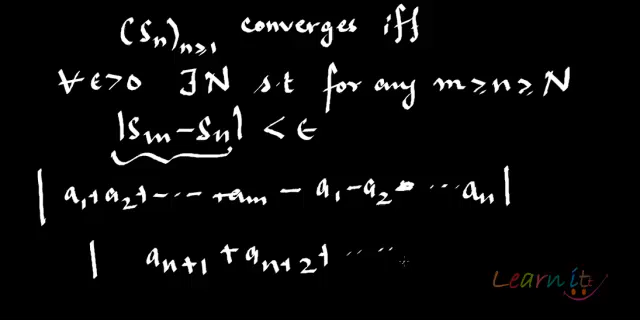 (Sn)n≥1 converges iff
∀ϵ>0 ∃N s.t for any m≥n≥N
|Sm-Sn| < ϵ
| a1+a2+-----+am - a1-a2- ...an |
| an+1 + an+2+ .....
Learnit